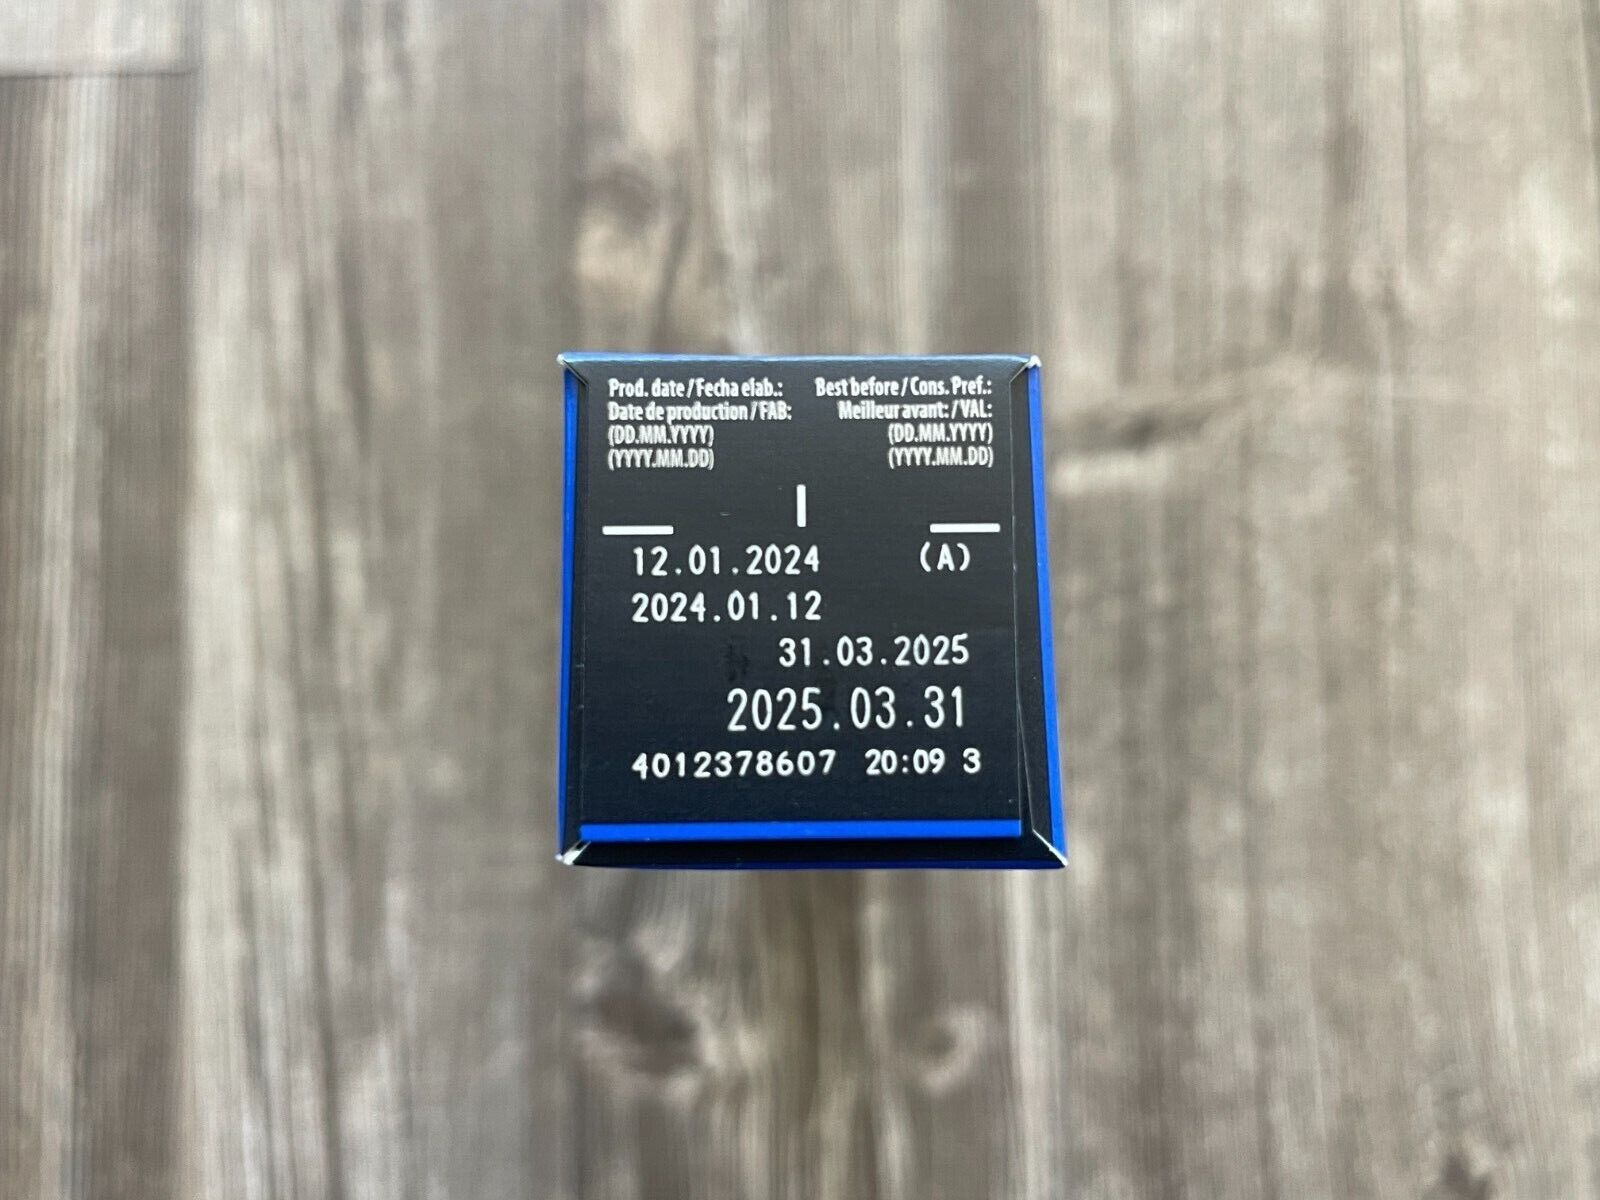 Prod. date / Fecha elab.: Best before / Cons. Pref.:
Date de production / FAB: Meilleur avant: / VAL:
(DD.MM.YYYY) (DD.MM.YYYY)
(YYYY.MM.DD) (YYYY.MM.DD)
12.01.2024 (A)
2024.01.12
31.03.2025
2025.03.31
4012378607 20:09 3